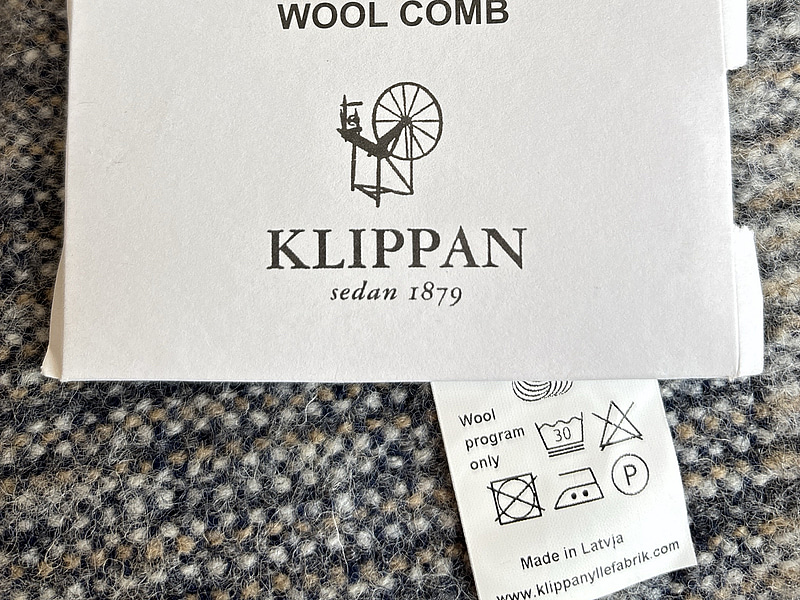 WOOL COMB
KLIPPAN
sedan 1879
Wool
program
only
30
P
Made in Latvja
www.klippanyllefabrik.com